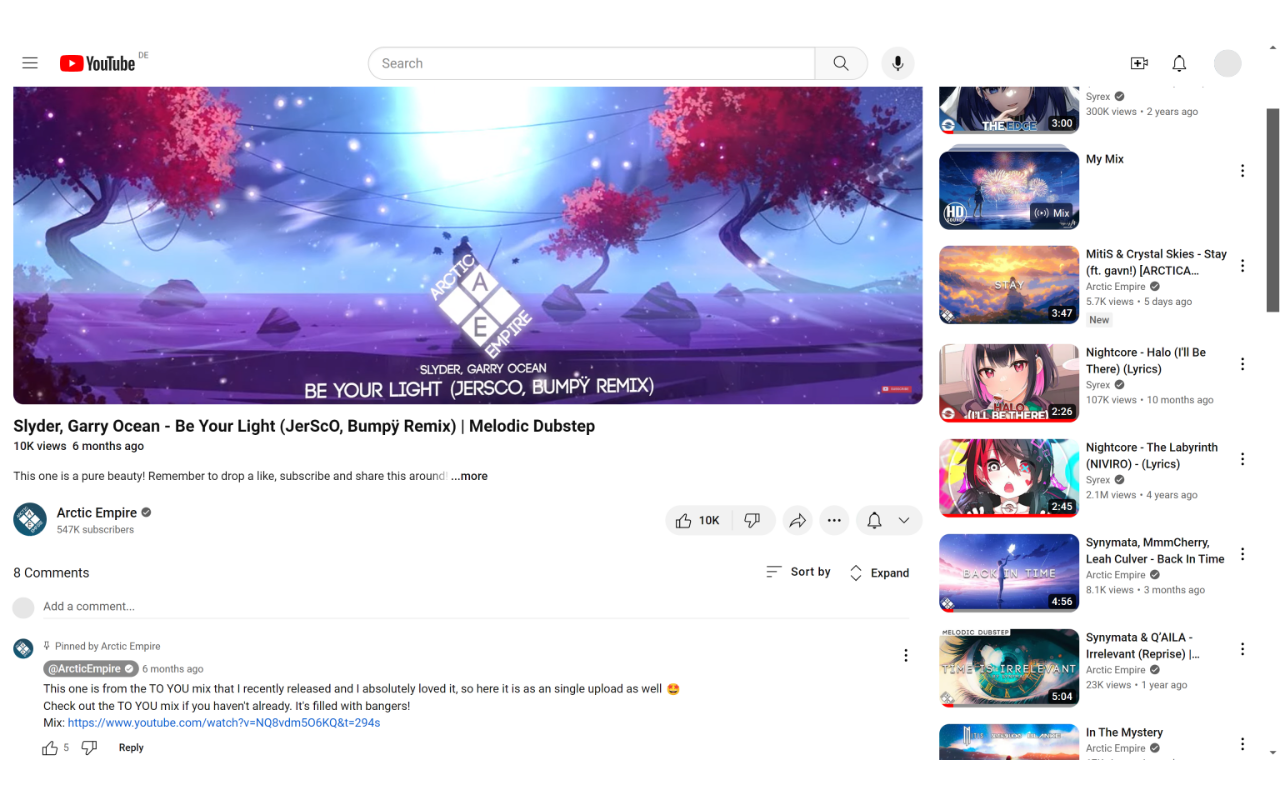 YouTube DE
Search
ARCTIC
EMPIRE
A
E
SLYDER, GARRY OCEAN
BE YOUR LIGHT (JERSCO, BUMPŸ REMIX)
Slyder, Garry Ocean - Be Your Light (JerScO, Bumpÿ Remix) | Melodic Dubstep
10K views 6 months ago
This one is a pure beauty! Remember to drop a like, subscribe and share this around! ...more
Arctic Empire
547K subscribers
10K
8 Comments
Sort by
Expand
Add a comment...
Pinned by Arctic Empire
@ArcticEmpire 6 months ago
This one is from the TO YOU mix that I recently released and I absolutely loved it, so here it is as an single upload as well 🤩
Check out the TO YOU mix if you haven't already. It's filled with bangers!
Mix: https://www.youtube.com/watch?v=NQ8vdm5O6KQ&t=294s
5
Reply
THE EDGE
3:00
Syrex
300K views • 2 years ago
HD
SOUND
Mix
My Mix
STAY
3:47
MitiS & Crystal Skies - Stay
(ft. gavn!) [ARCTICA...
Arctic Empire
5.7K views • 5 days ago
New
HALO
(I'LL BE THERE)
2:26
Nightcore - Halo (I'll Be
There) (Lyrics)
Syrex
107K views • 10 months ago
2:45
Nightcore - The Labyrinth
(NIVIRO) - (Lyrics)
Syrex
2.1M views • 4 years ago
BACK IN TIME
4:56
Synymata, MmmCherry,
Leah Culver - Back In Time
Arctic Empire
8.1K views • 3 months ago
MELODIC DUBSTEP
TIME IS IRRELEVANT
5:04
Synymata & Q'AILA -
Irrelevant (Reprise) |...
Arctic Empire
23K views • 1 year ago
In The Mystery
Arctic Empire